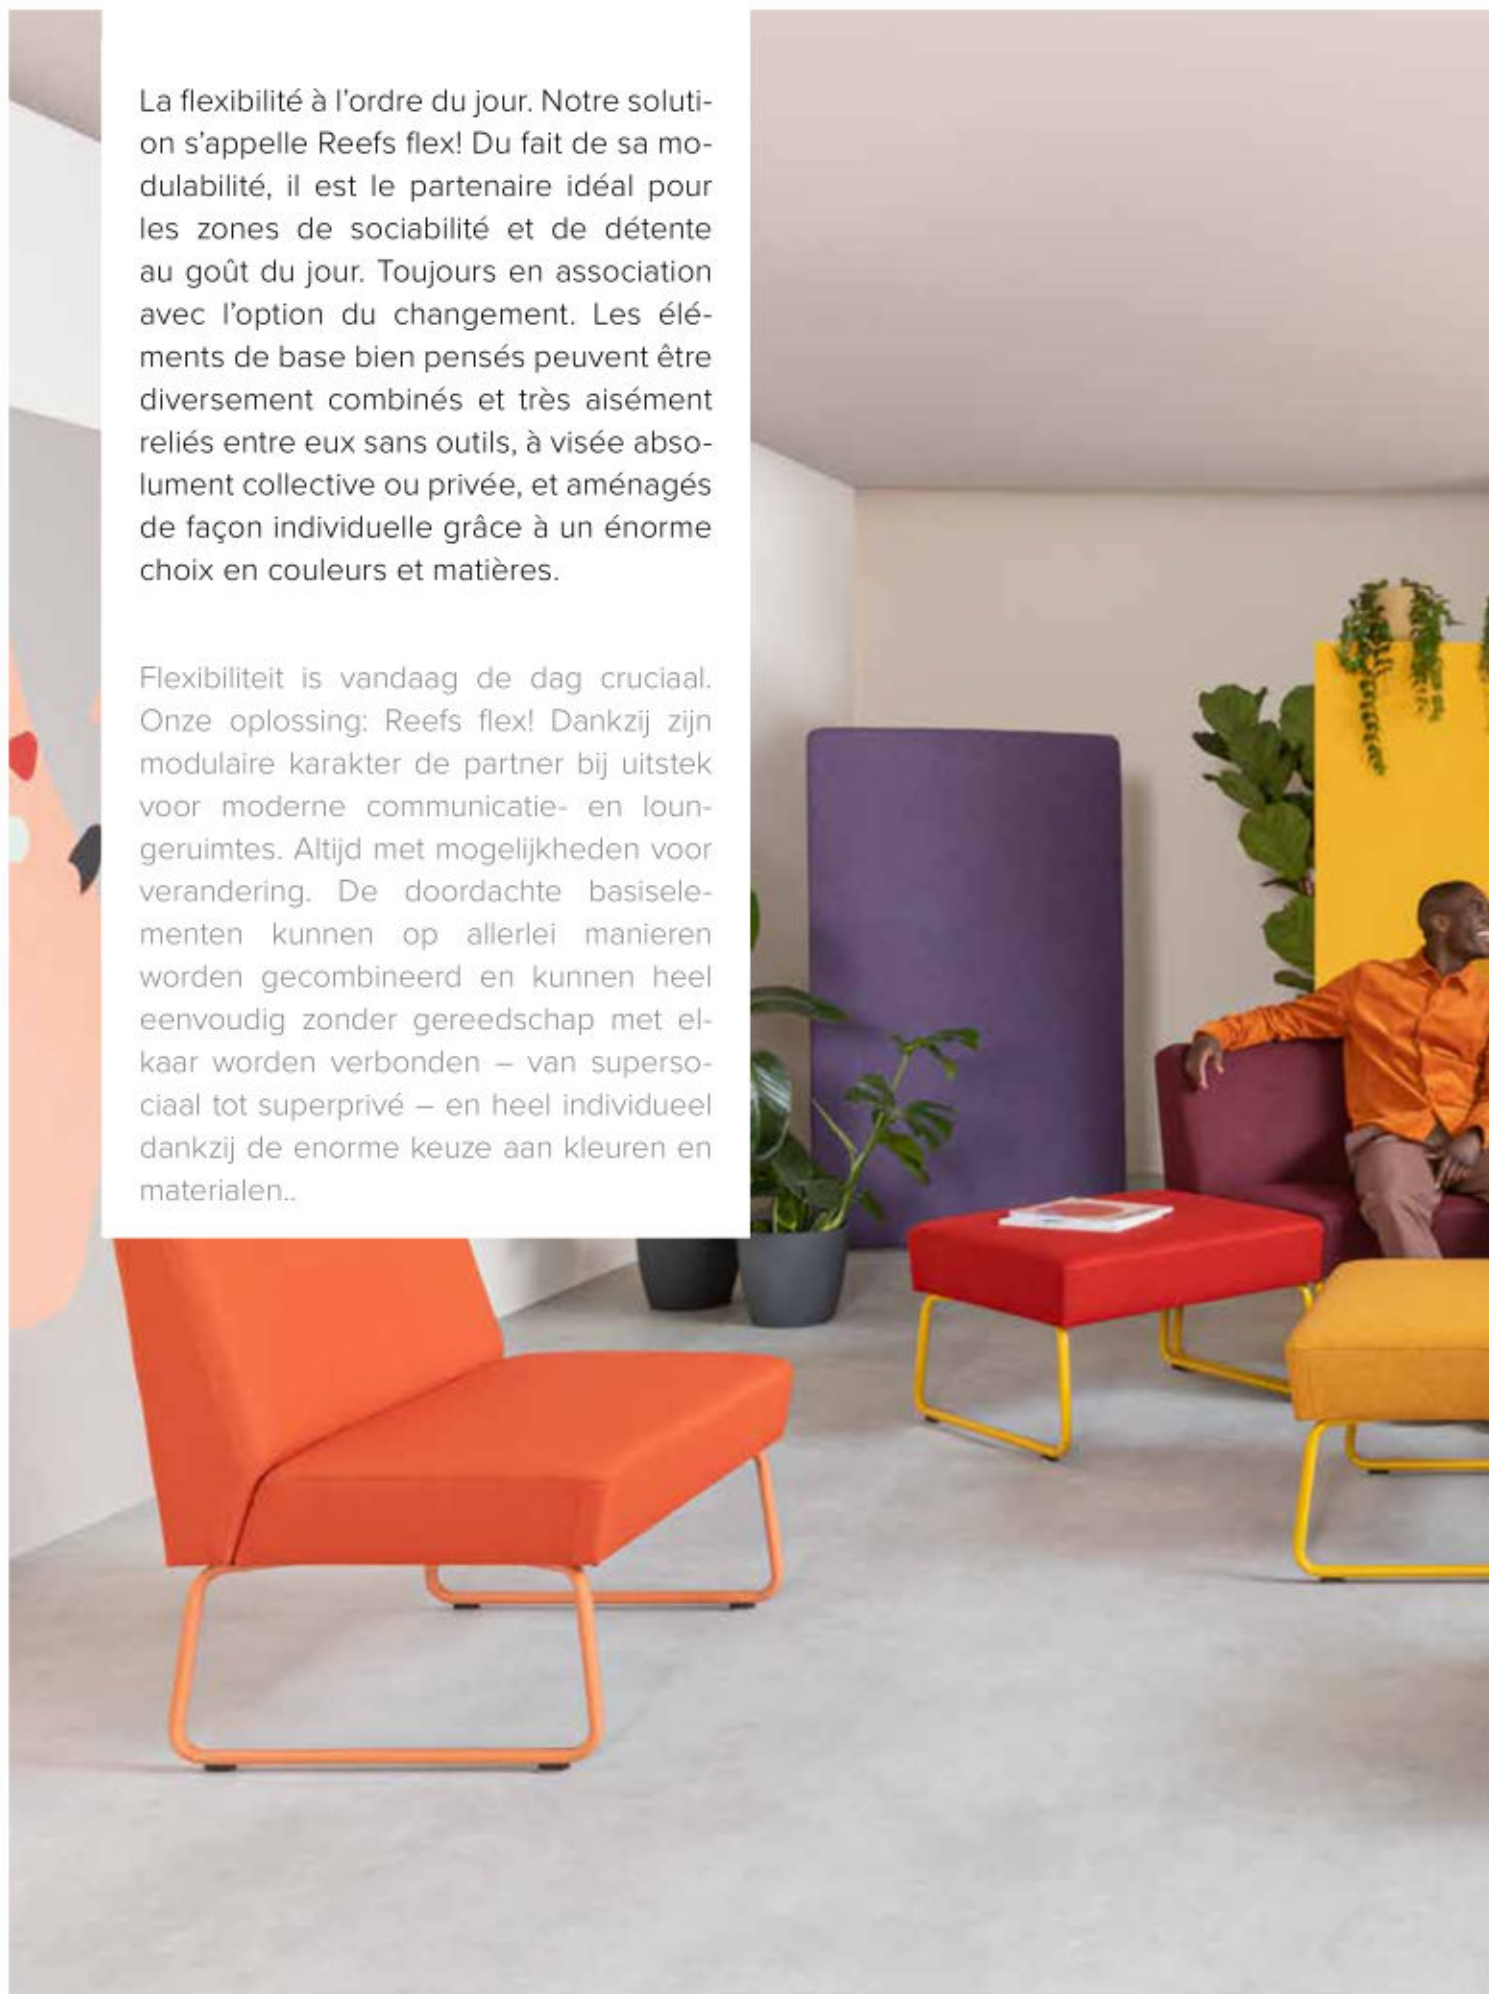 La flexibilité à l'ordre du jour. Notre soluti-
on s'appelle Reefs flex! Du fait de sa mo-
dulabilité, il est le partenaire idéal pour
les zones de sociabilité et de détente
au goût du jour. Toujours en association
avec l'option du changement. Les élé-
ments de base bien pensés peuvent être
diversement combinés et très aisément
reliés entre eux sans outils, à visée abso-
lument collective ou privée, et aménagés
de façon individuelle grâce à un énorme
choix en couleurs et matières.
Flexibiliteit is vandaag de dag cruciaal.
Onze oplossing: Reefs flex! Dankzij zijn
modulaire karakter de partner bij uitstek
voor moderne communicatie- en loun-
geruimtes. Altijd met mogelijkheden voor
verandering. De doordachte basisele-
menten kunnen op allerlei manieren
worden gecombineerd en kunnen heel
eenvoudig zonder gereedschap met el-
kaar worden verbonden – van superso-
ciaal tot superprivé – en heel individueel
dankzij de enorme keuze aan kleuren en
materialen..